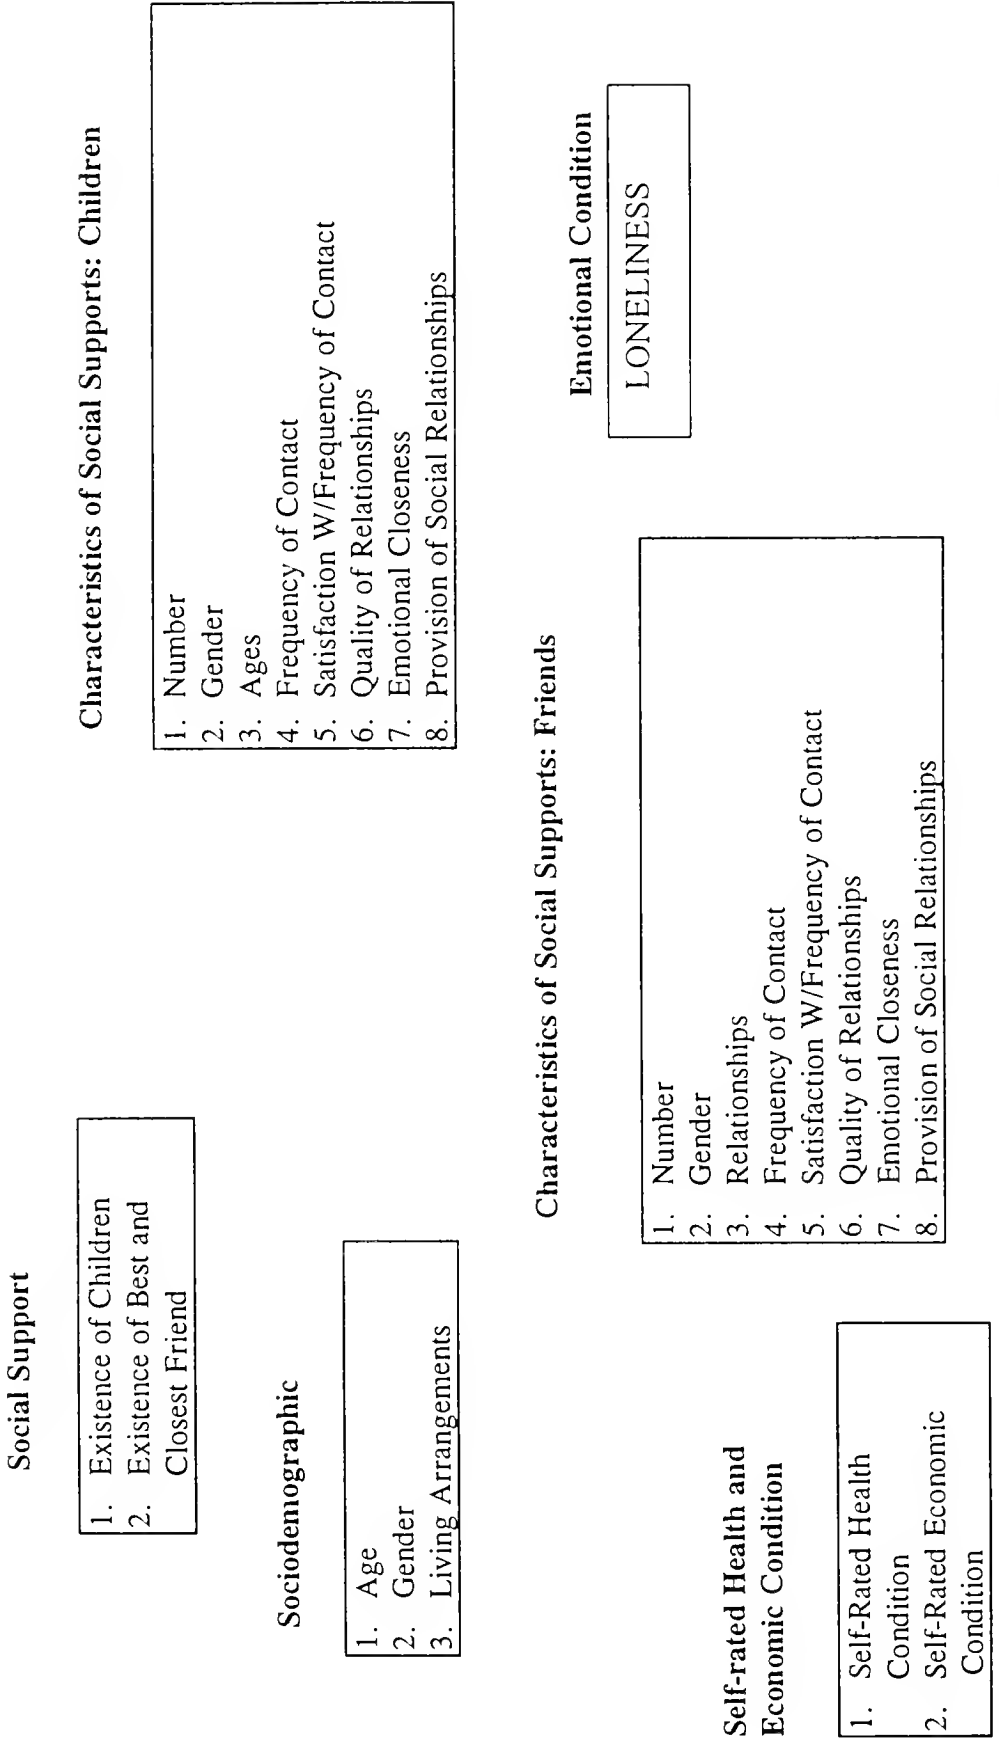 Social Support
1. Existence of Children
2. Existence of Best and
Closest Friend
Sociodemographic
1. Age
2. Gender
3. Living Arrangements
Self-rated Health and
Economic Condition
1. Self-Rated Health
Condition
2. Self-Rated Economic
Condition
Characteristics of Social Supports: Children
1. Number
2. Gender
3. Ages
4. Frequency of Contact
5. Satisfaction W/Frequency of Contact
6. Quality of Relationships
7. Emotional Closeness
8. Provision of Social Relationships
Characteristics of Social Supports: Friends
1. Number
2. Gender
3. Relationships
4. Frequency of Contact
5. Satisfaction W/Frequency of Contact
6. Quality of Relationships
7. Emotional Closeness
8. Provision of Social Relationships
Emotional Condition
LONELINESS